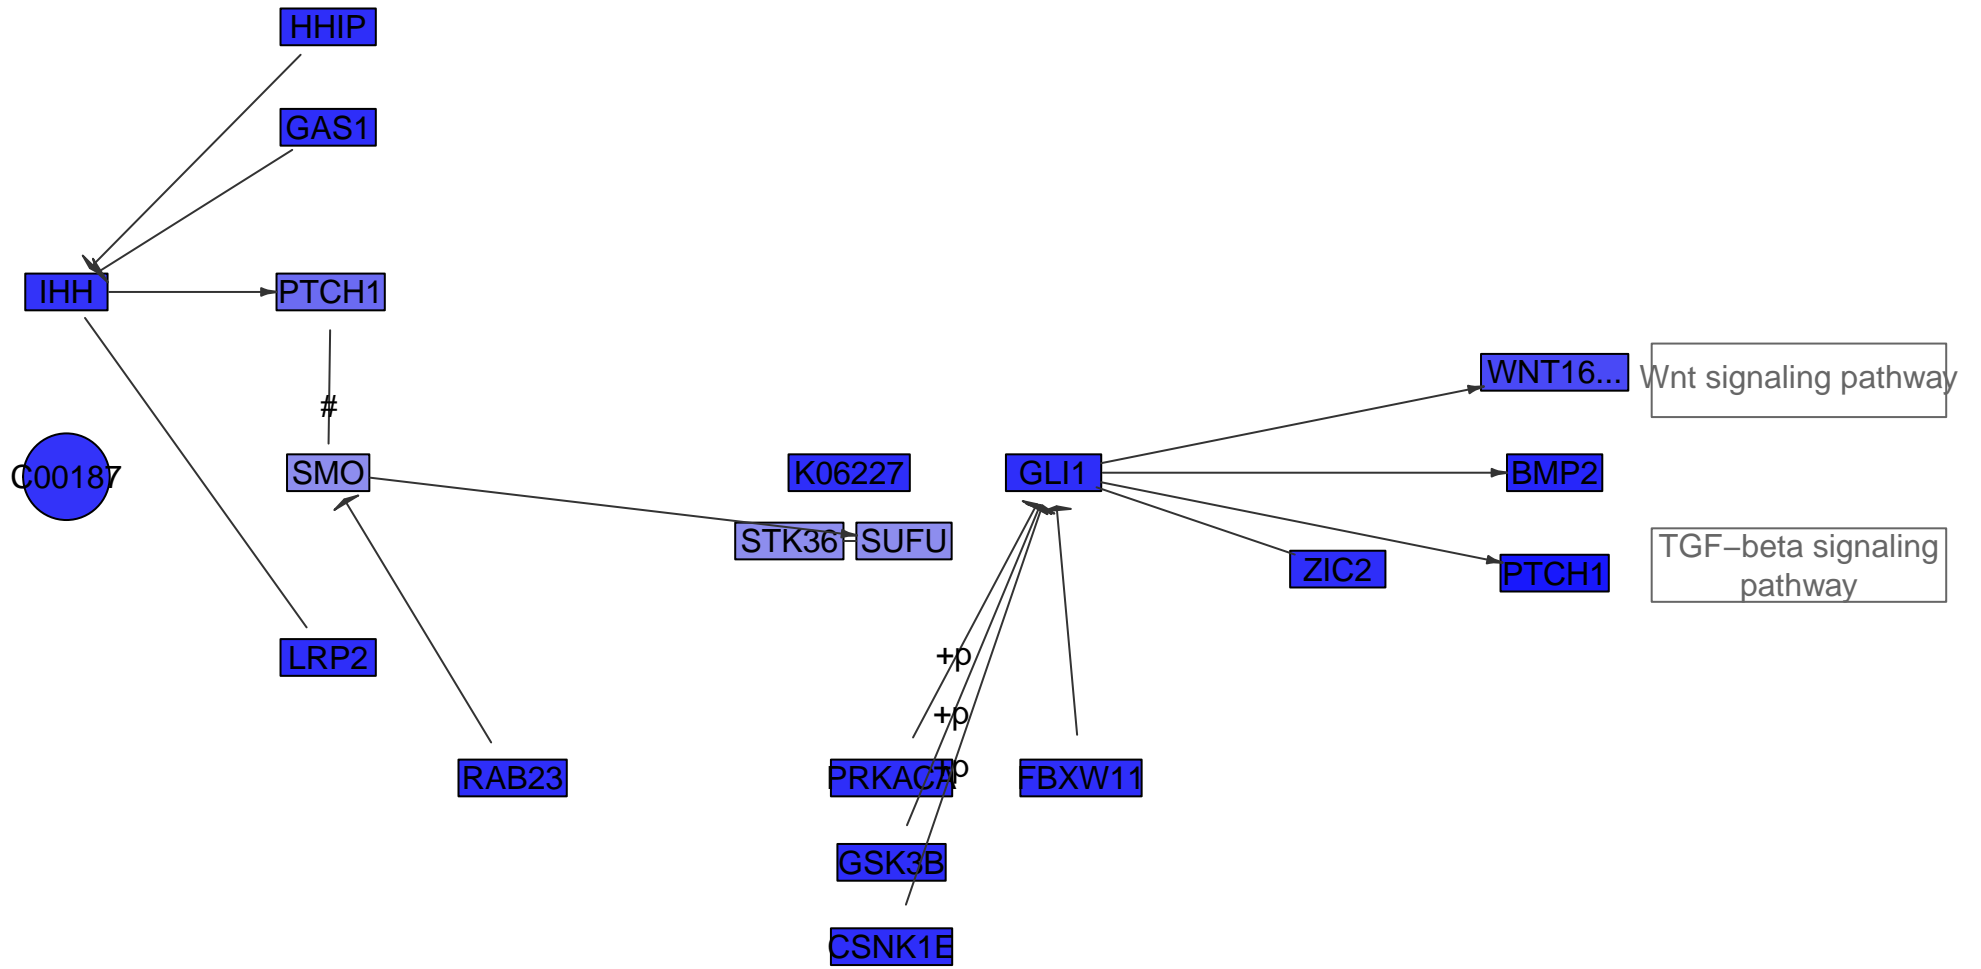 HHIP
GAS1
IHH
PTCH1
WNT16...
Wnt signaling pathway
#
C00187
SMO
K06227
GLI1
BMP2
STK36
SUFU
TGF−beta signaling
pathway
ZIC2
PTCH1
LRP2
+p
+p
+p
RAB23
PRKACA
FBXW11
GSK3B
CSNK1E